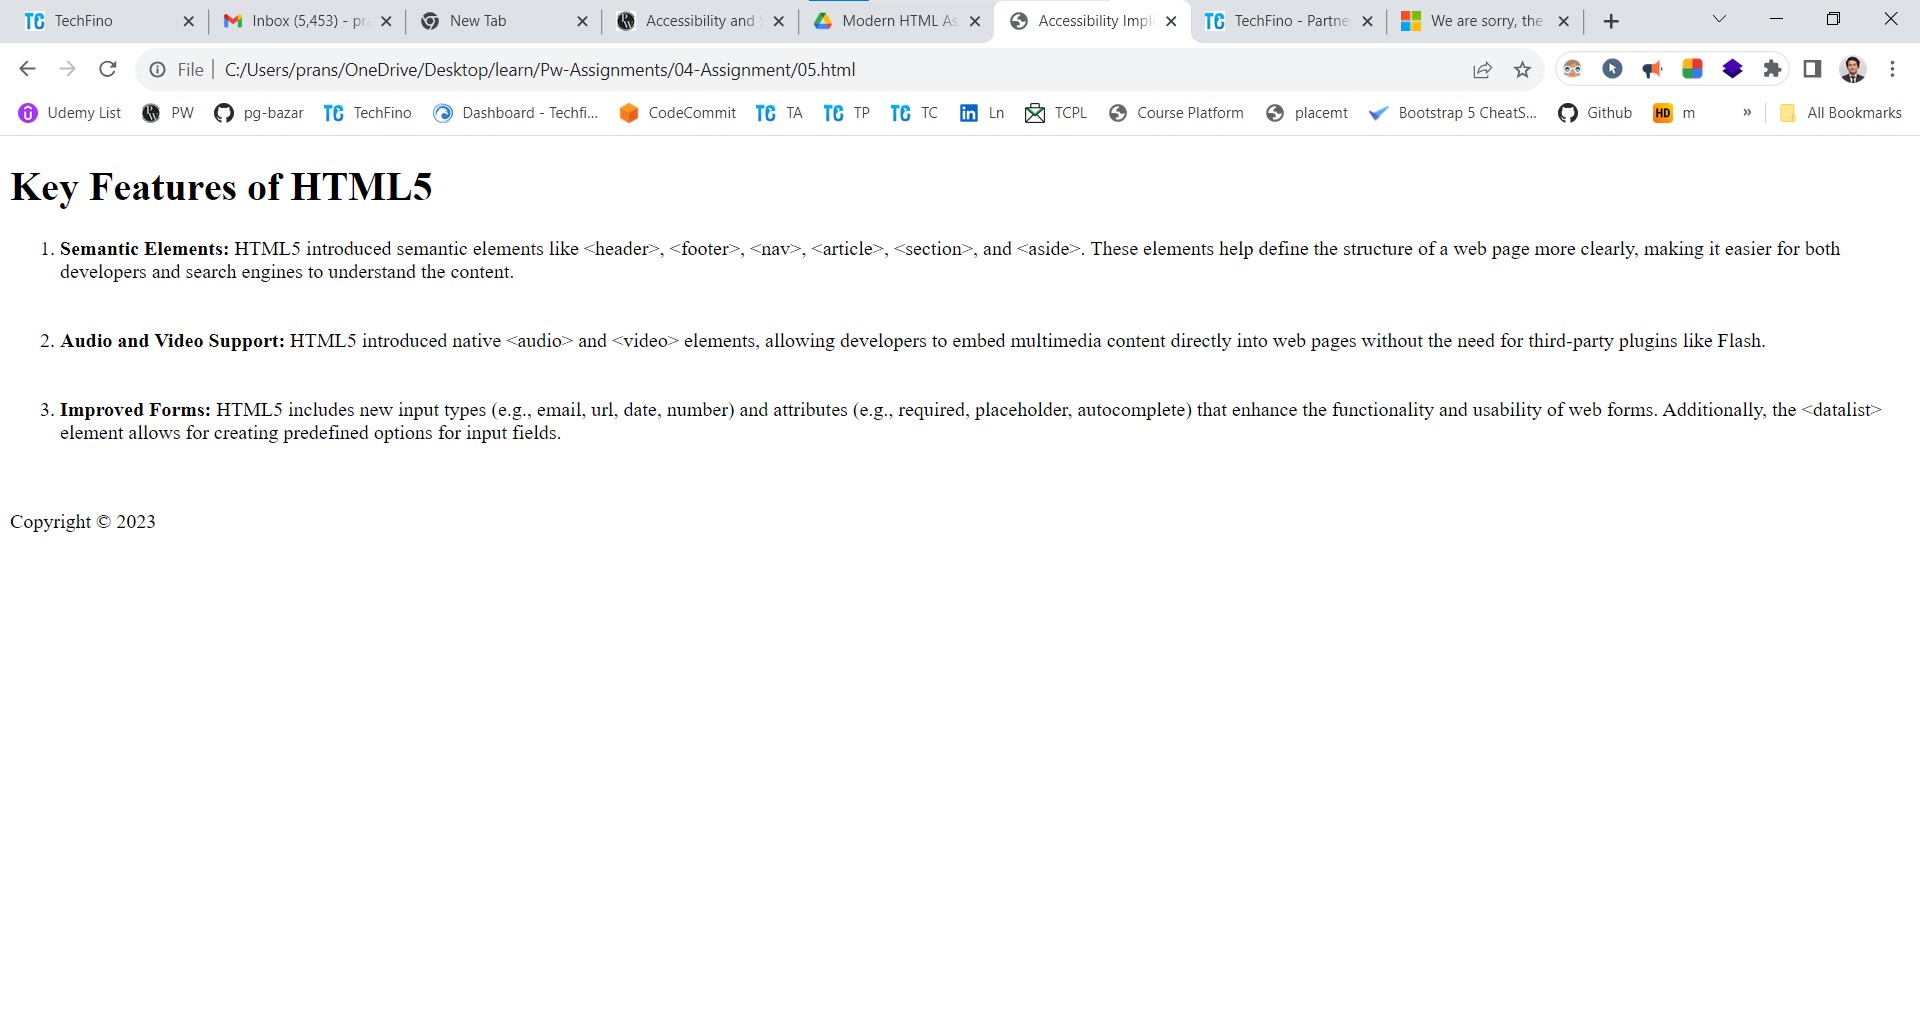 TechFino
Inbox (5,453) - pra
New Tab
Accessibility and S
Modern HTML As
Accessibility Impl
TechFino - Partne
We are sorry, the
File | C:/Users/prans/OneDrive/Desktop/learn/Pw-Assignments/04-Assignment/05.html
Udemy List PW pg-bazar TC TechFino Dashboard - Techfi... CodeCommit TC TA TC TP TC TC in Ln TCPL Course Platform placemt Bootstrap 5 CheatS... Github HD m » All Bookmarks
Key Features of HTML5
1. Semantic Elements: HTML5 introduced semantic elements like <header>, <footer>, <nav>, <article>, <section>, and <aside>. These elements help define the structure of a web page more clearly, making it easier for both
developers and search engines to understand the content.
2. Audio and Video Support: HTML5 introduced native <audio> and <video> elements, allowing developers to embed multimedia content directly into web pages without the need for third-party plugins like Flash.
3. Improved Forms: HTML5 includes new input types (e.g., email, url, date, number) and attributes (e.g., required, placeholder, autocomplete) that enhance the functionality and usability of web forms. Additionally, the <datalist>
element allows for creating predefined options for input fields.
Copyright © 2023